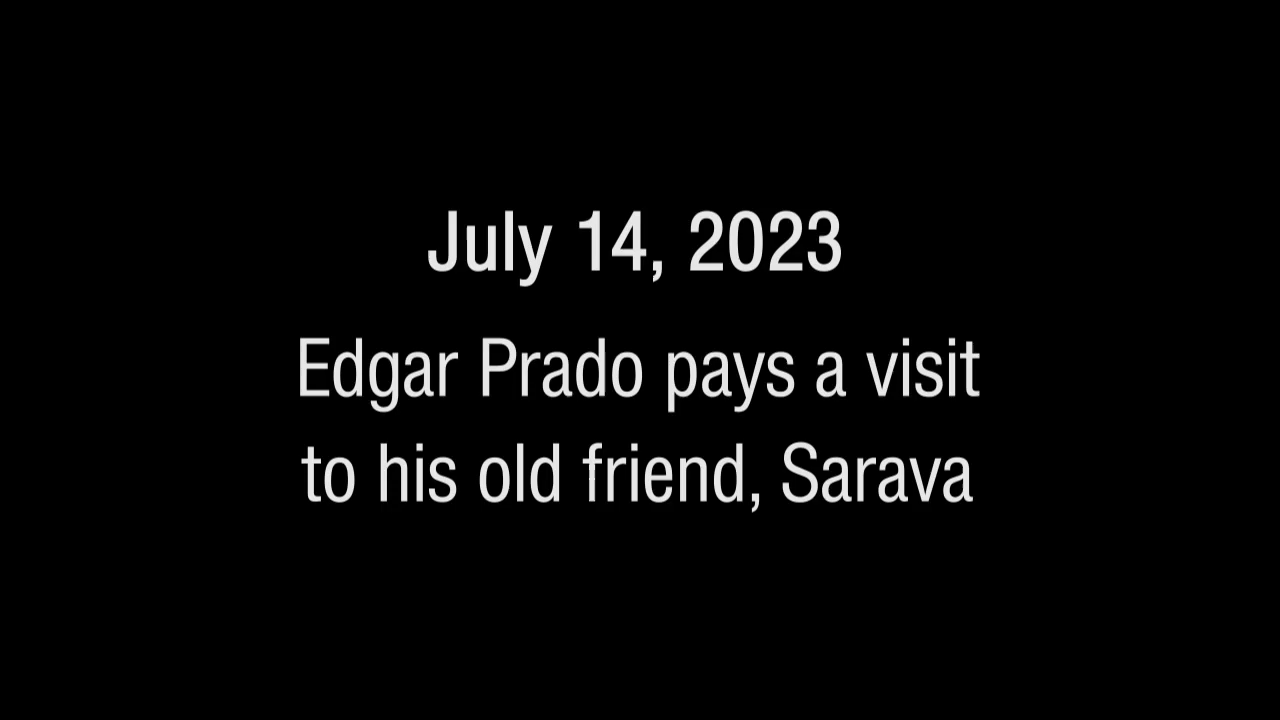 July 14, 2023
Edgar Prado pays a visit
to his old friend, Sarava